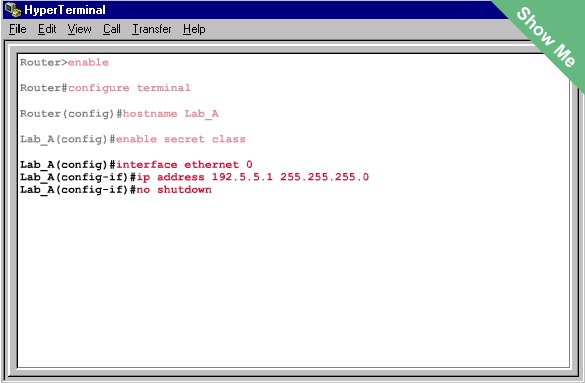 HyperTerminal
File Edit View Call Transfer Help
Show Me
Router>enable
Router#configure terminal
Router(config)#hostname Lab_A
Lab_A(config)#enable secret class
Lab_A(config)#interface ethernet 0
Lab_A(config-if)#ip address 192.5.5.1 255.255.255.0
Lab_A(config-if)#no shutdown